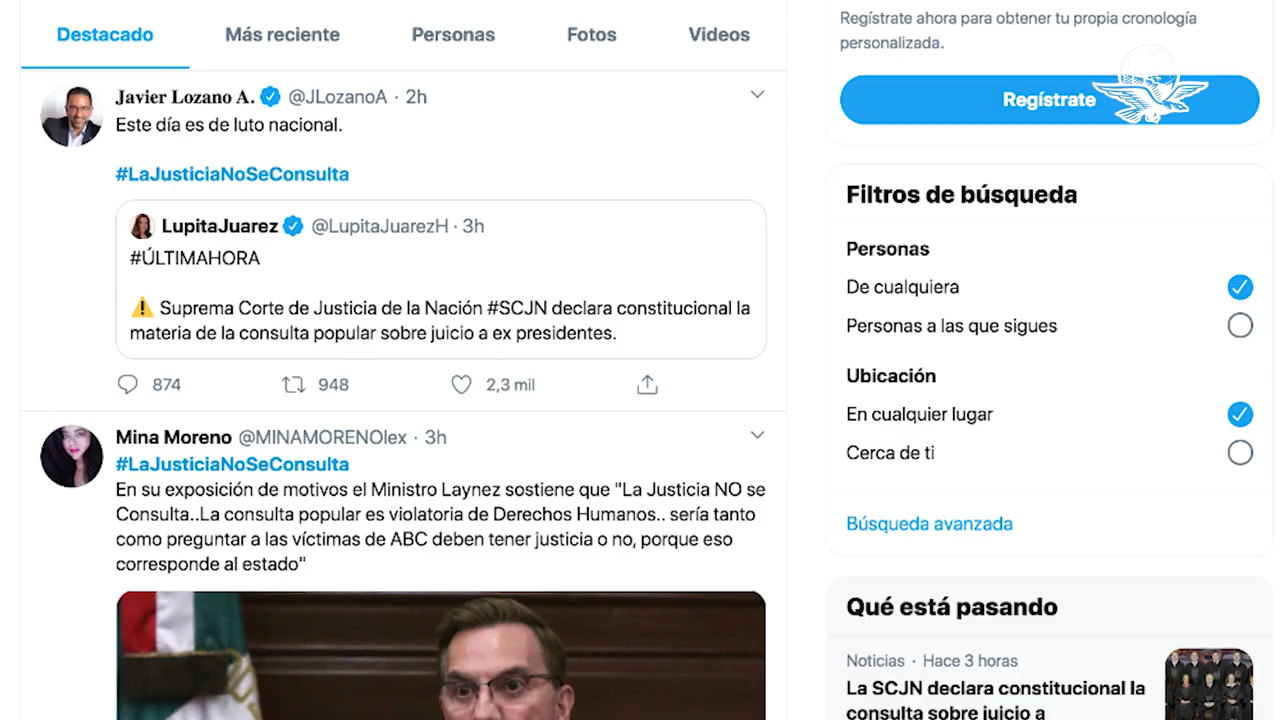 Destacado
Más reciente
Personas
Fotos
Videos
Javier Lozano A. @JLozanoA · 2h
Este día es de luto nacional.
#LaJusticiaNoSeConsulta
LupitaJuarez @LupitaJuarezH · 3h
#ÚLTIMAHORA
⚠️ Suprema Corte de Justicia de la Nación #SCJN declara constitucional la
materia de la consulta popular sobre juicio a ex presidentes.
874
948
2,3 mil
Mina Moreno @MINAMORENOlex · 3h
#LaJusticiaNoSeConsulta
En su exposición de motivos el Ministro Laynez sostiene que "La Justicia NO se
Consulta..La consulta popular es violatoria de Derechos Humanos.. sería tanto
como preguntar a las víctimas de ABC deben tener justicia o no, porque eso
corresponde al estado"
Regístrate ahora para obtener tu propia cronología
personalizada.
Regístrate
Filtros de búsqueda
Personas
De cualquiera
Personas a las que sigues
Ubicación
En cualquier lugar
Cerca de ti
Búsqueda avanzada
Qué está pasando
Noticias · Hace 3 horas
La SCJN declara constitucional la
consulta sobre juicio a